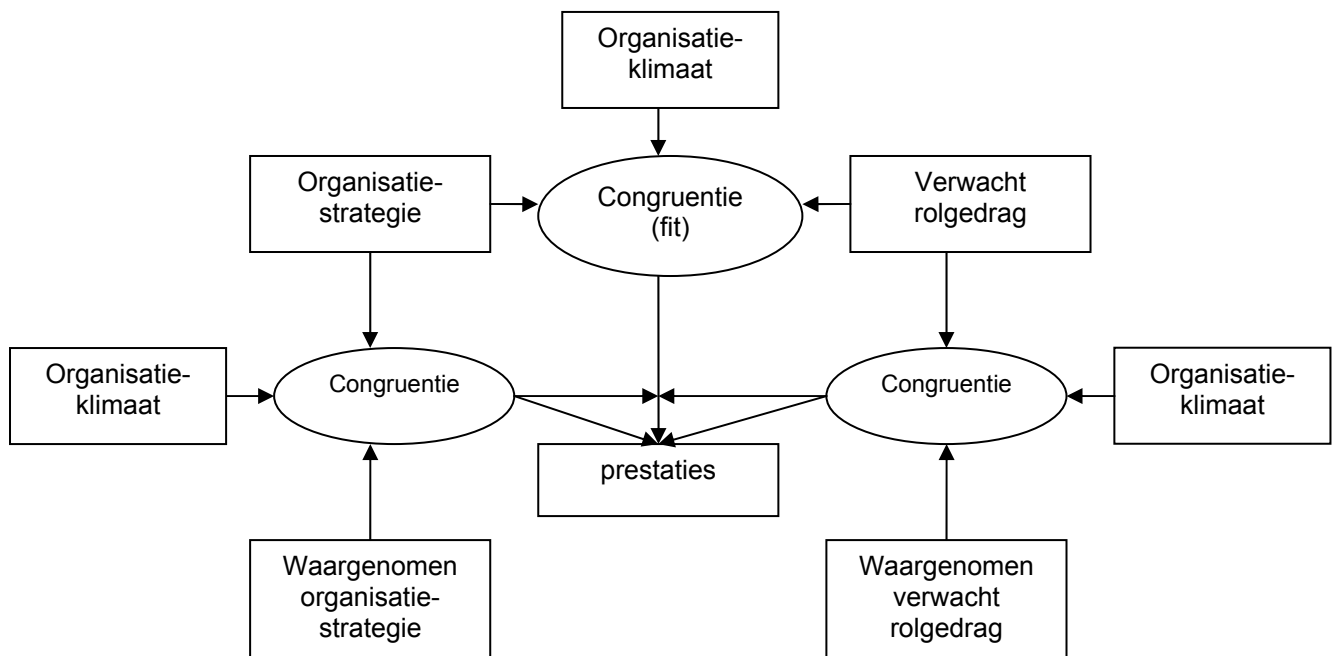 Organisatie-
klimaat
Organisatie-
strategie
Congruentie
(fit)
Verwacht
rolgedrag
Organisatie-
klimaat
Congruentie
Congruentie
Organisatie-
klimaat
prestaties
Waargenomen
organisatie-
strategie
Waargenomen
verwacht
rolgedrag